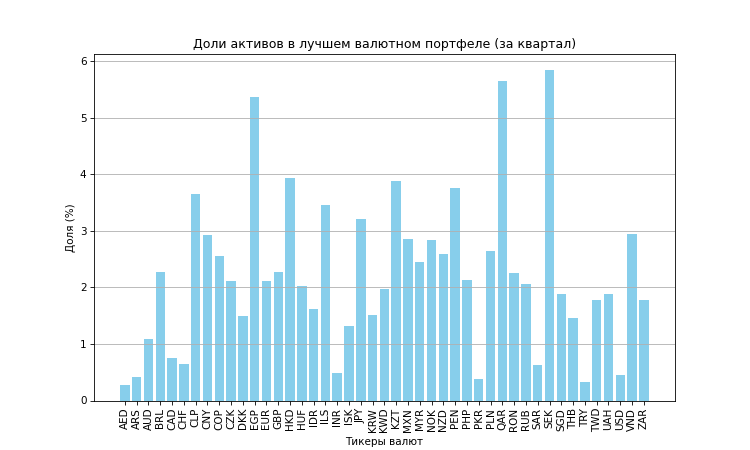 Доли активов в лучшем валютном портфеле (за квартал)
Доля (%)
6
5
4
3
2
1
0
AED ARS AUD BRL CAD CHF CLP CNY COP CZK DKK EGP EUR GBP HKD HUF IDR ILS INR ISK JPY KRW KWD KZT MXN MYR NOK NZD PEN PHP PKR PLN QAR RON RUB SAR SEK SGD THB TRY TWD UAH USD VND ZAR
Тикеры валют